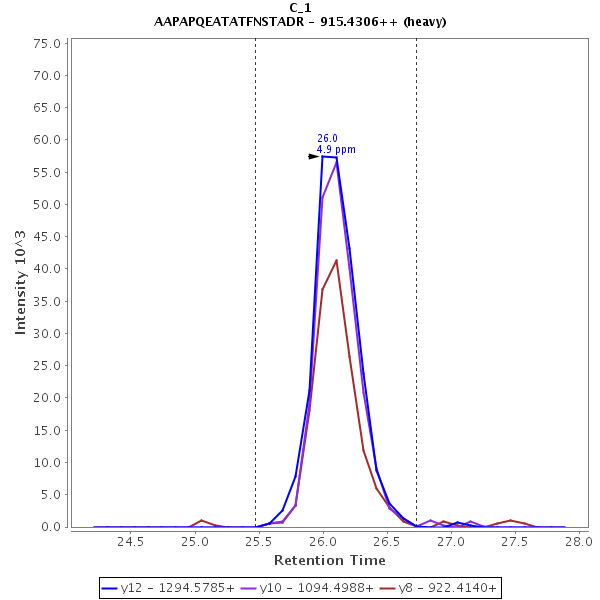 C_1
AAPAPQEATATFNSTADR – 915.4306++ (heavy)
75.0
70.0
65.0
60.0
55.0
50.0
45.0
40.0
35.0
30.0
25.0
20.0
15.0
10.0
5.0
0.0
Intensity 10^3
26.0
4.9 ppm
24.5 25.0 25.5 26.0 26.5 27.0 27.5 28.0
Retention Time
y12 – 1294.5785+ y10 – 1094.4988+ y8 – 922.4140+